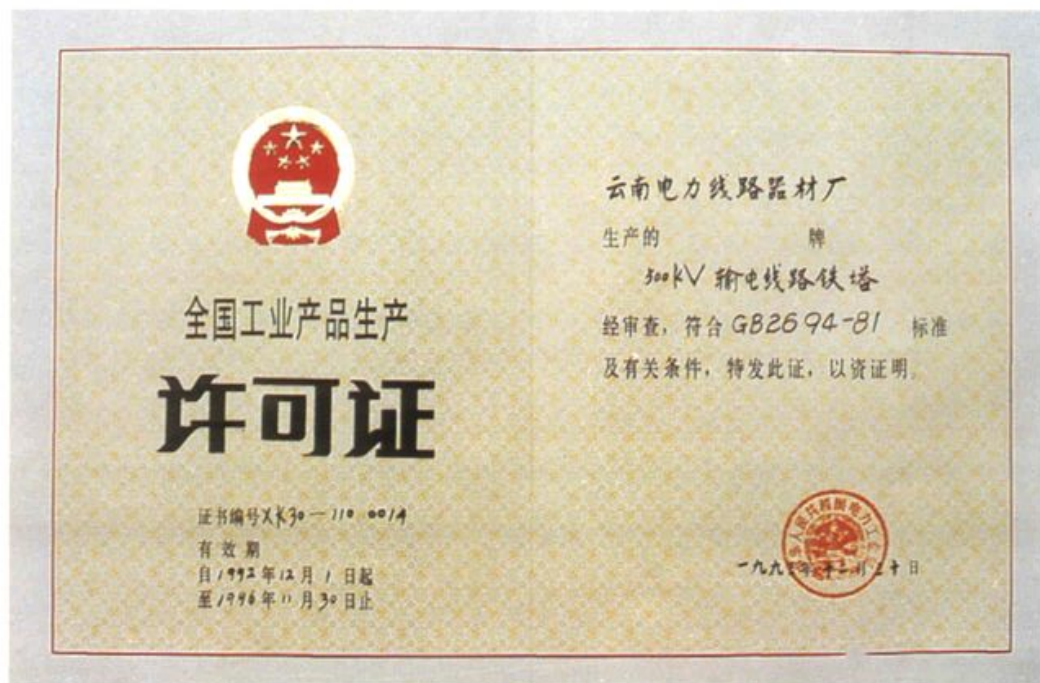 全国工业产品生产
许可证
证书编号XK30-110 0014
有效期
自1992年12月1日起
至1996年11月30日止
云南电力线路器材厂
生产的 牌
500kV输电线路铁塔
经审查，符合GB2694-81 标准
及有关条件，特发此证，以资证明。